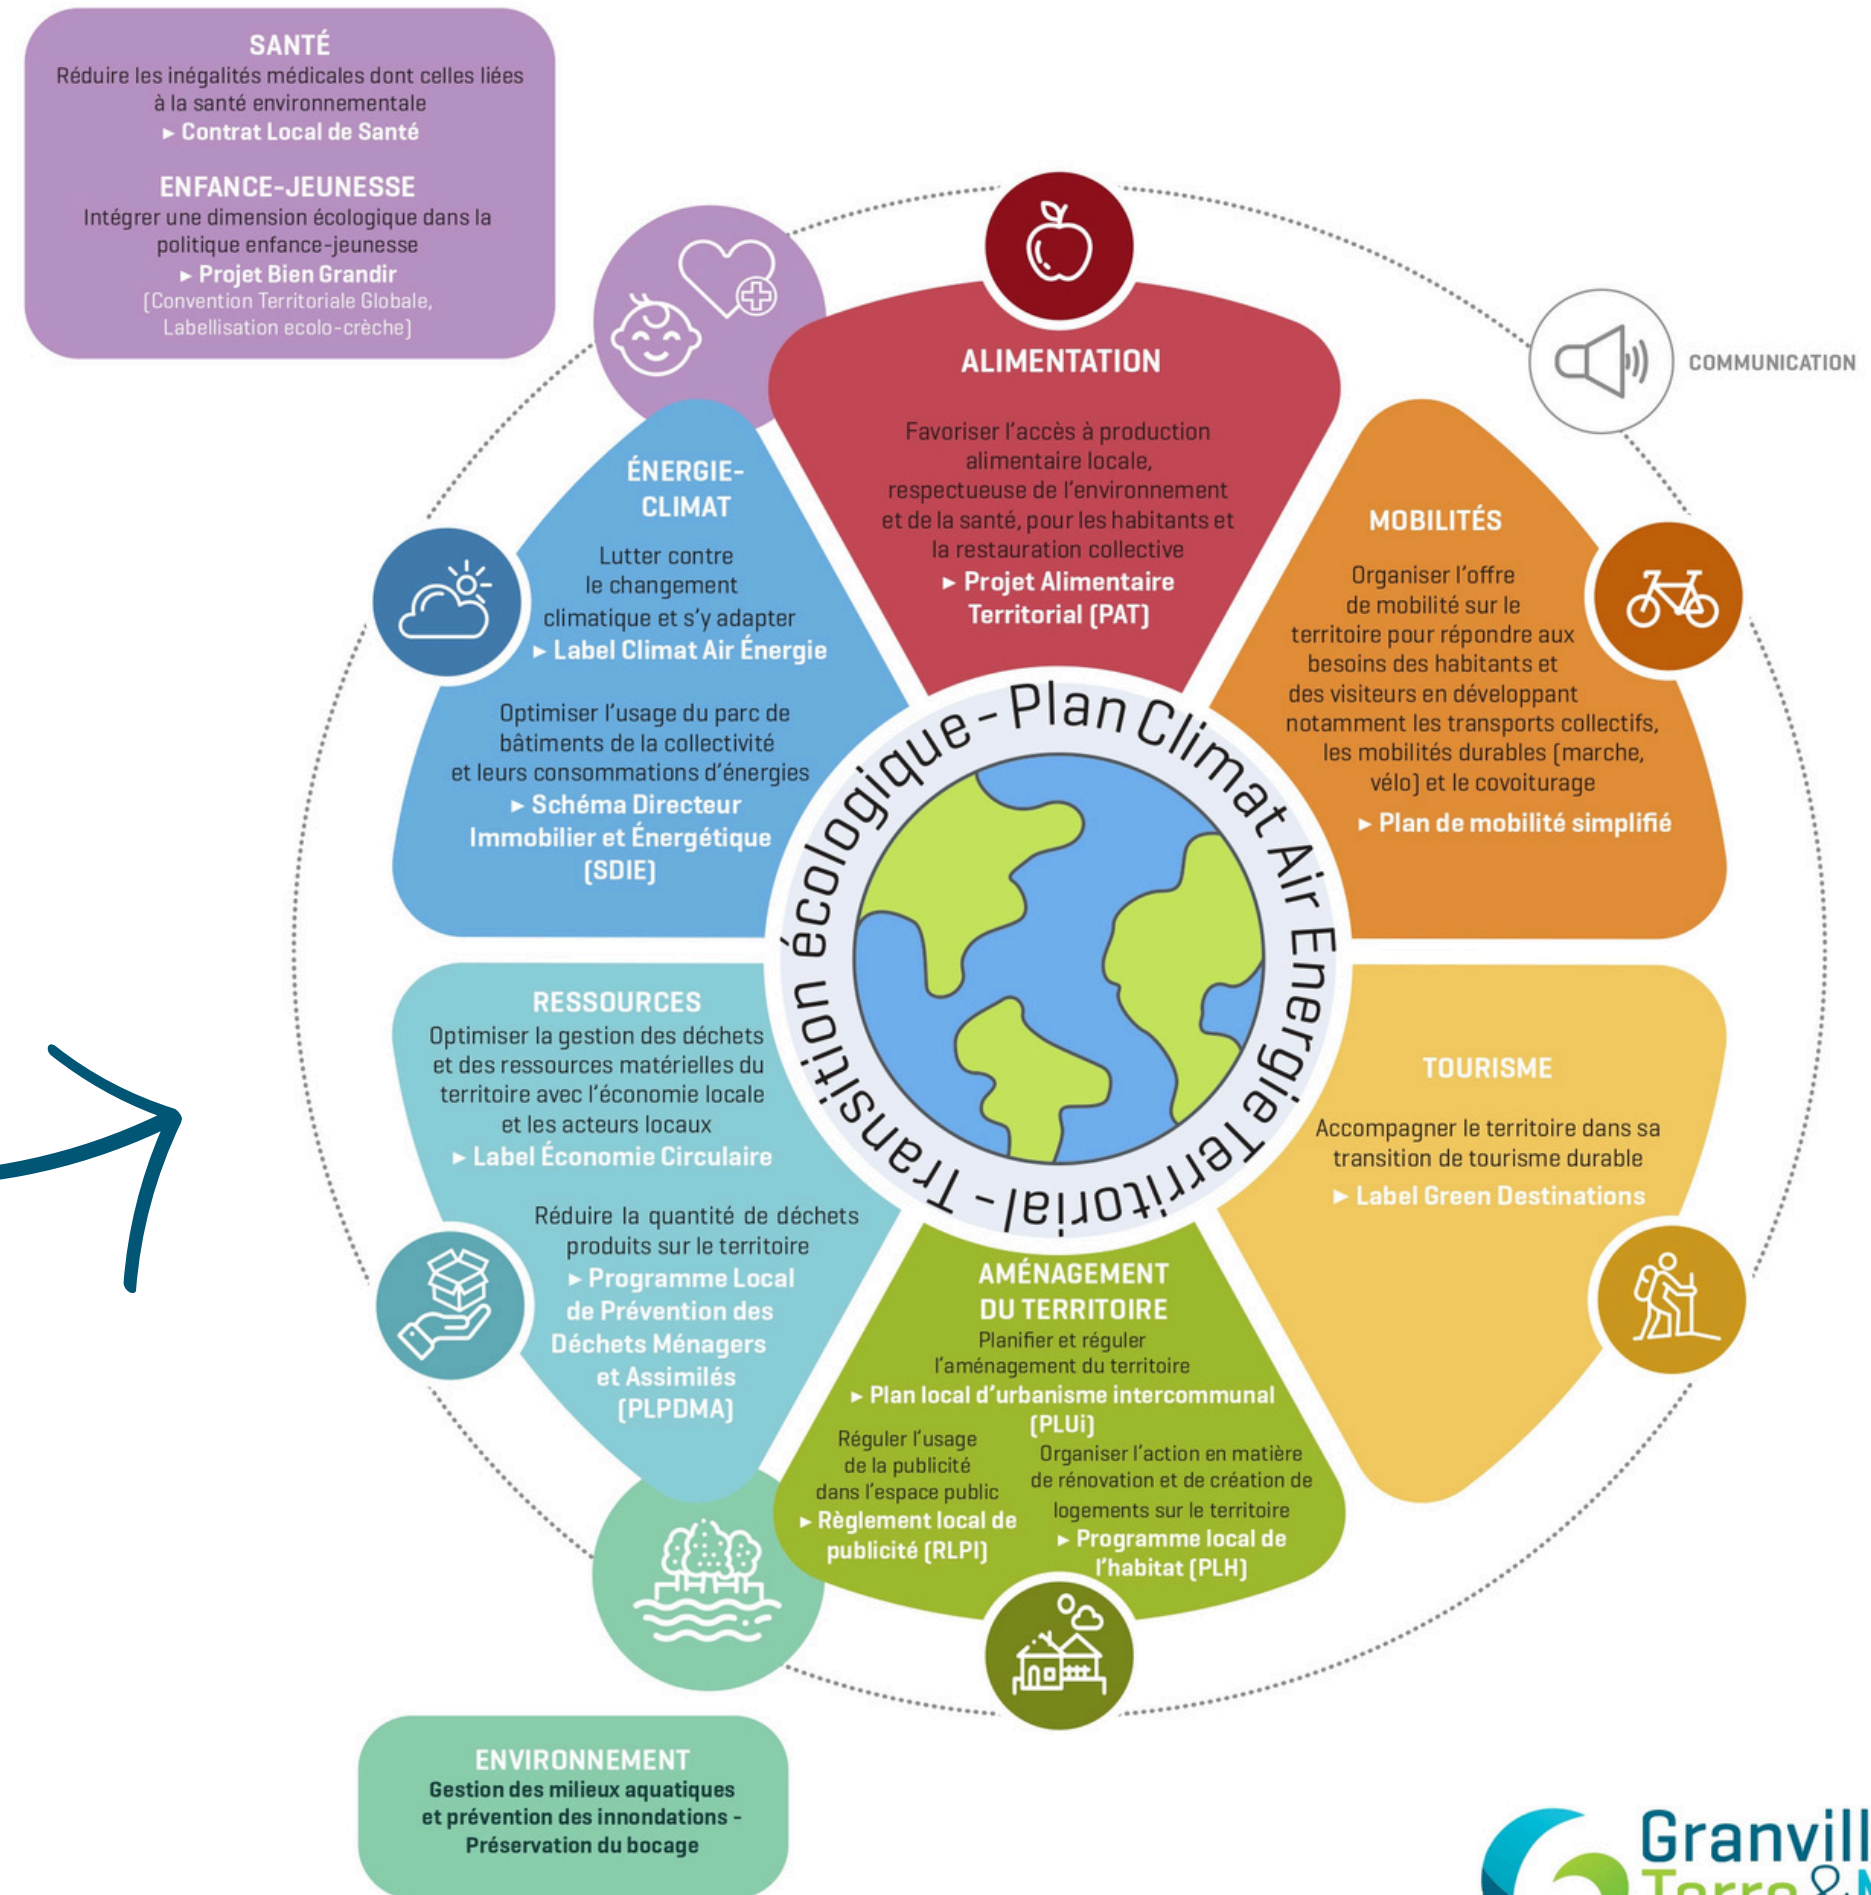 SANTÉ
Réduire les inégalités médicales dont celles liées
à la santé environnementale
► Contrat Local de Santé
ENFANCE-JEUNESSE
Intégrer une dimension écologique dans la
politique enfance-jeunesse
► Projet Bien Grandir
(Convention Territoriale Globale,
Labellisation ecolo-crèche)
ALIMENTATION
Favoriser l'accès à production
alimentaire locale,
respectueuse de l'environnement
et de la santé, pour les habitants et
la restauration collective
► Projet Alimentaire
Territorial (PAT)
COMMUNICATION
ÉNERGIE-
CLIMAT
Lutter contre
le changement
climatique et s'y adapter
► Label Climat Air Énergie
Optimiser l'usage du parc de
bâtiments de la collectivité
et leurs consommations d'énergies
► Schéma Directeur
Immobilier et Énergétique
(SDIE)
MOBILITÉS
Organiser l'offre
de mobilité sur le
territoire pour répondre aux
besoins des habitants et
des visiteurs en développant
notamment les transports collectifs,
les mobilités durables (marche,
vélo) et le covoiturage
► Plan de mobilité simplifié
Transition écologique - Plan Climat Air Energie Territorial -
RESSOURCES
Optimiser la gestion des déchets
et des ressources matérielles du
territoire avec l'économie locale
et les acteurs locaux
► Label Économie Circulaire
Réduire la quantité de déchets
produits sur le territoire
► Programme Local
de Prévention des
Déchets Ménagers
et Assimilés
(PLPDMA)
TOURISME
Accompagner le territoire dans sa
transition de tourisme durable
► Label Green Destinations
AMÉNAGEMENT
DU TERRITOIRE
Planifier et réguler
l'aménagement du territoire
► Plan local d'urbanisme intercommunal
(PLUi)
Réguler l'usage
de la publicité
dans l'espace public
► Règlement local de
publicité (RLPI)
Organiser l'action en matière
de rénovation et de création de
logements sur le territoire
► Programme local de
l'habitat (PLH)
ENVIRONNEMENT
Gestion des milieux aquatiques
et prévention des innondations -
Préservation du bocage
Granvill
Terre &